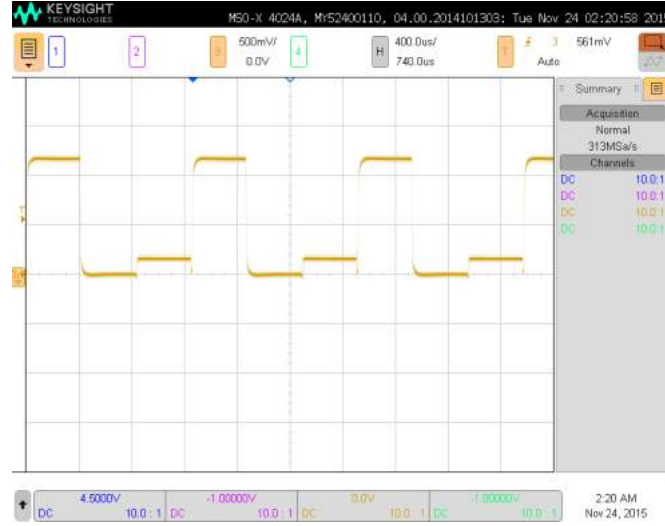 KEYSIGHT
TECHNOLOGIES
MSO-X 4024A, MY52400110, 04.00.2014101303: Tue Nov 24 02:20:58 2015
1
2
3
500mV/
0.0V
4
H
400.0us/
740.0us
T
3
561mV
Auto
Summary
Acquisition
Normal
313MSa/s
Channels
DC 10.0:1
DC 10.0:1
DC 10.0:1
DC 10.0:1
4.5000V
DC 10.0 : 1
-1.00000V
DC 10.0 : 1
0.0V
DC 10.0 : 1
-1.00000V
DC 10.0 : 1
2:20 AM
Nov 24, 2015